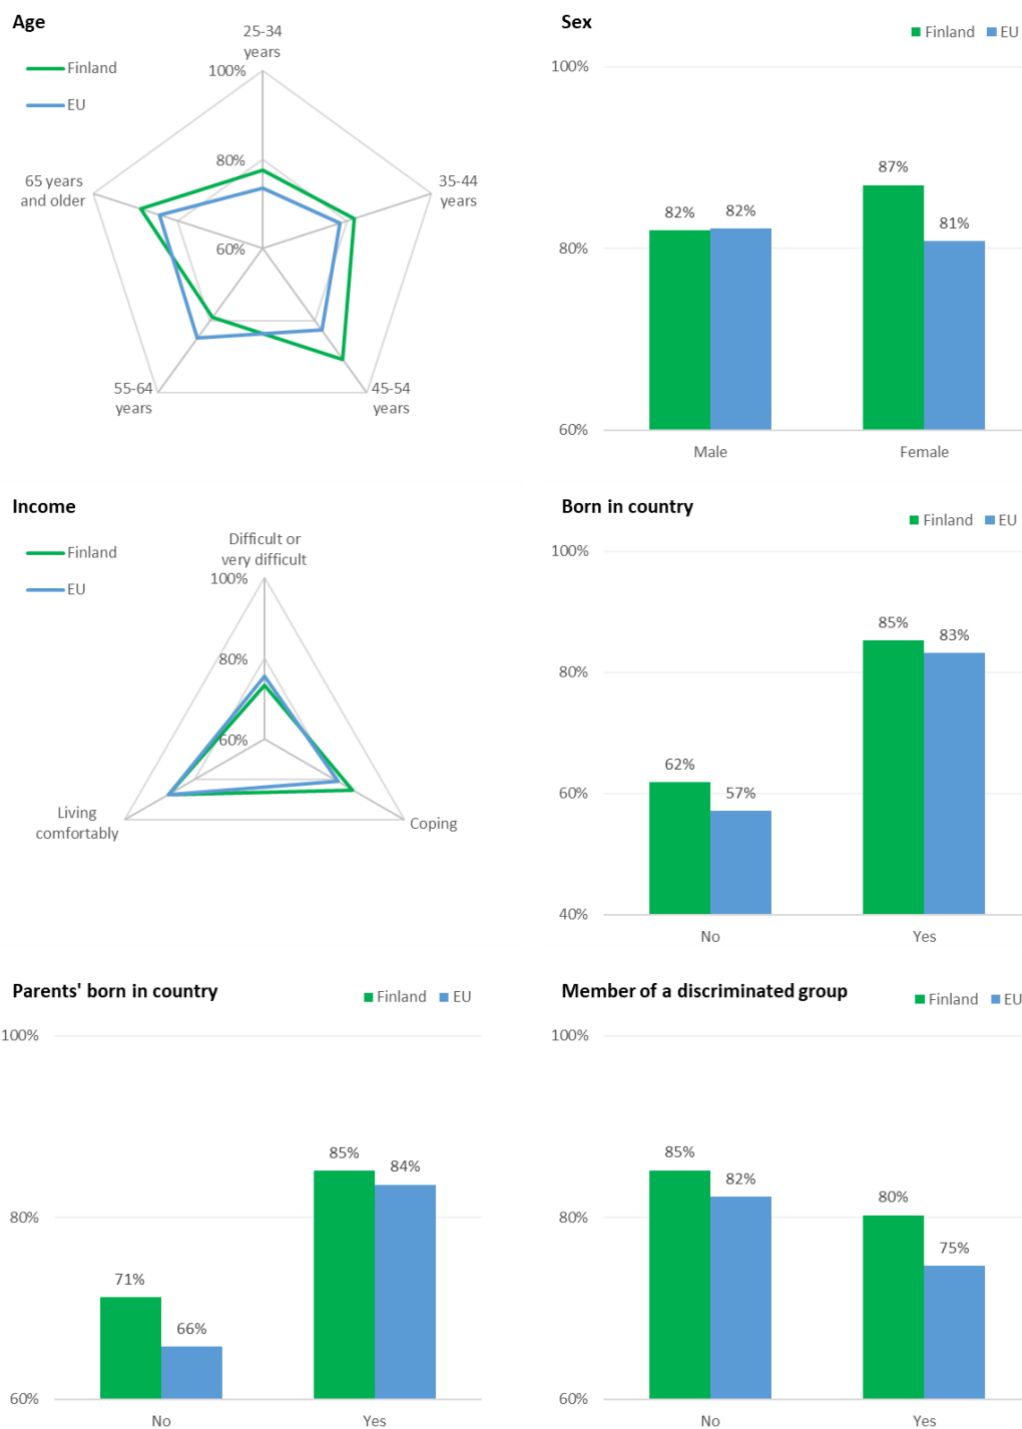 Age
Finland
EU
25-34
years
100%
80%
60%
35-44
years
45-54
years
55-64
years
65 years
and older
Sex
Finland EU
100%
80%
60%
82%
82%
87%
81%
Male
Female
Income
Finland
EU
Difficult or
very difficult
100%
80%
60%
Coping
Living
comfortably
Born in country
Finland EU
100%
80%
60%
40%
62%
57%
85%
83%
No
Yes
Parents' born in country
Finland EU
100%
80%
60%
71%
66%
85%
84%
No
Yes
Member of a discriminated group
Finland EU
100%
80%
60%
85%
82%
80%
75%
No
Yes